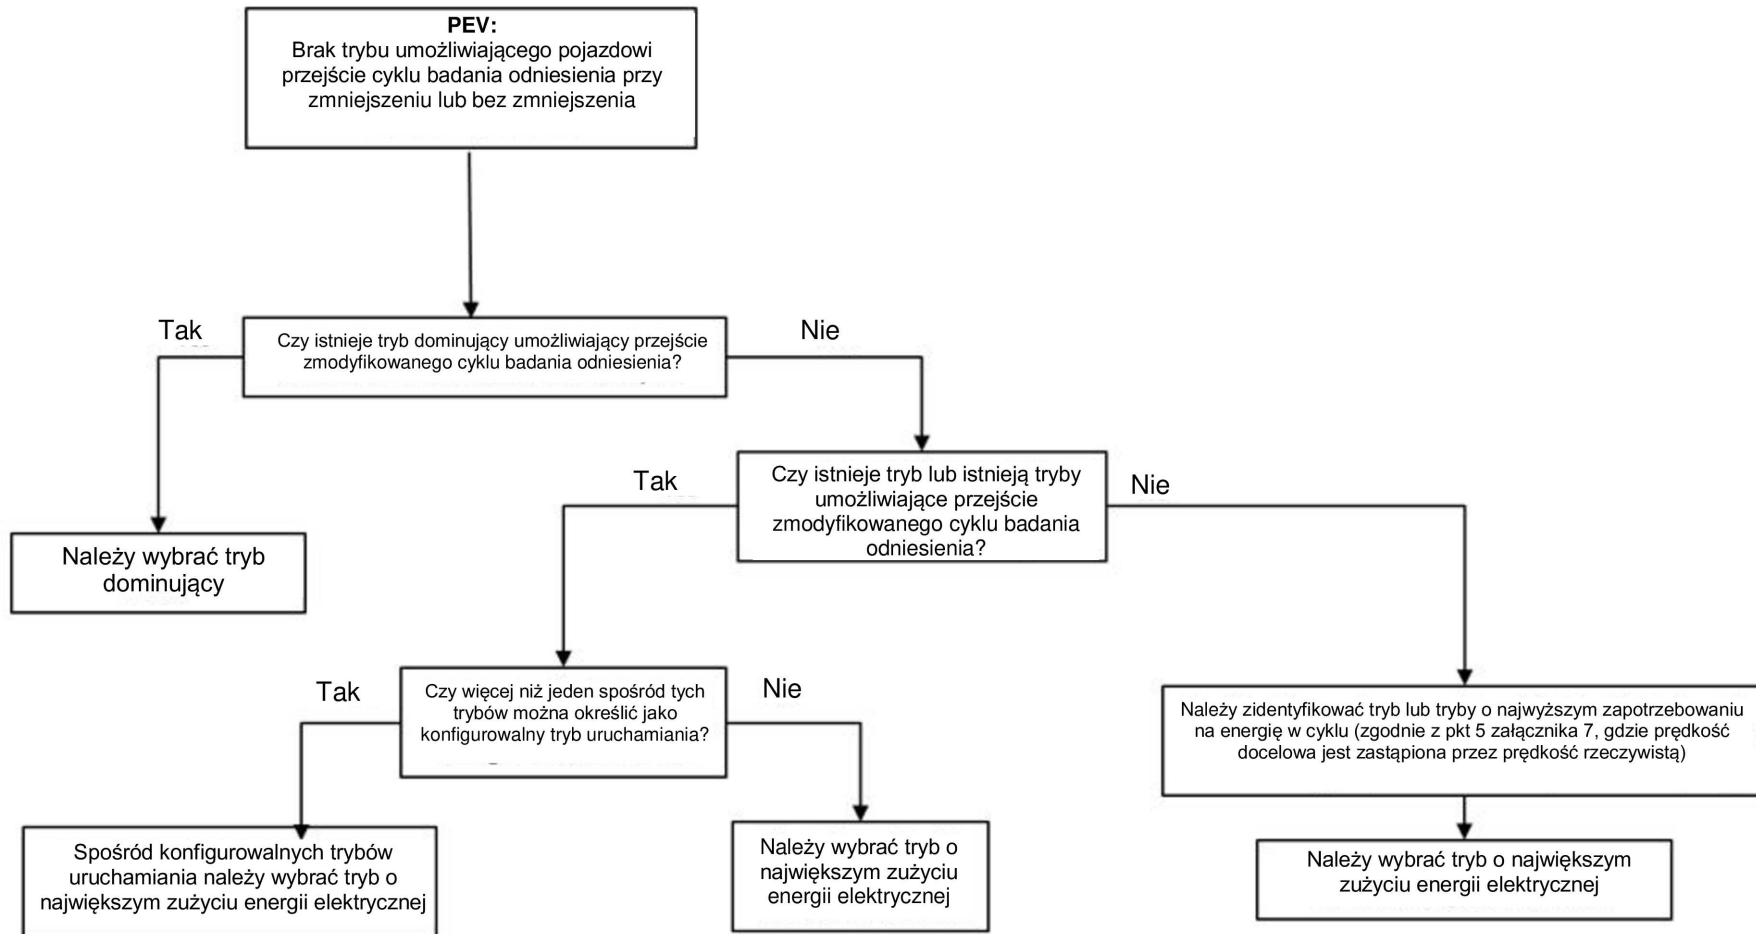 PEV:
Brak trybu umożliwiającego pojazdowi
przejście cyklu badania odniesienia przy
zmniejszeniu lub bez zmniejszenia
Tak
Czy istnieje tryb dominujący umożliwiający przejście
zmodyfikowanego cyklu badania odniesienia?
Nie
Należy wybrać tryb
dominujący
Tak
Czy istnieje tryb lub istnieją tryby
umożliwiające przejście
zmodyfikowanego cyklu badania
odniesienia?
Nie
Tak
Czy więcej niż jeden spośród tych
trybów można określić jako
konfigurowalny tryb uruchamiania?
Nie
Należy zidentyfikować tryb lub tryby o najwyższym zapotrzebowaniu
na energię w cyklu (zgodnie z pkt 5 załącznika 7, gdzie prędkość
docelowa jest zastąpiona przez prędkość rzeczywistą)
Spośród konfigurowalnych trybów
uruchamiania należy wybrać tryb o
największym zużyciu energii elektrycznej
Należy wybrać tryb o
największym zużyciu
energii elektrycznej
Należy wybrać tryb o największym
zużyciu energii elektrycznej